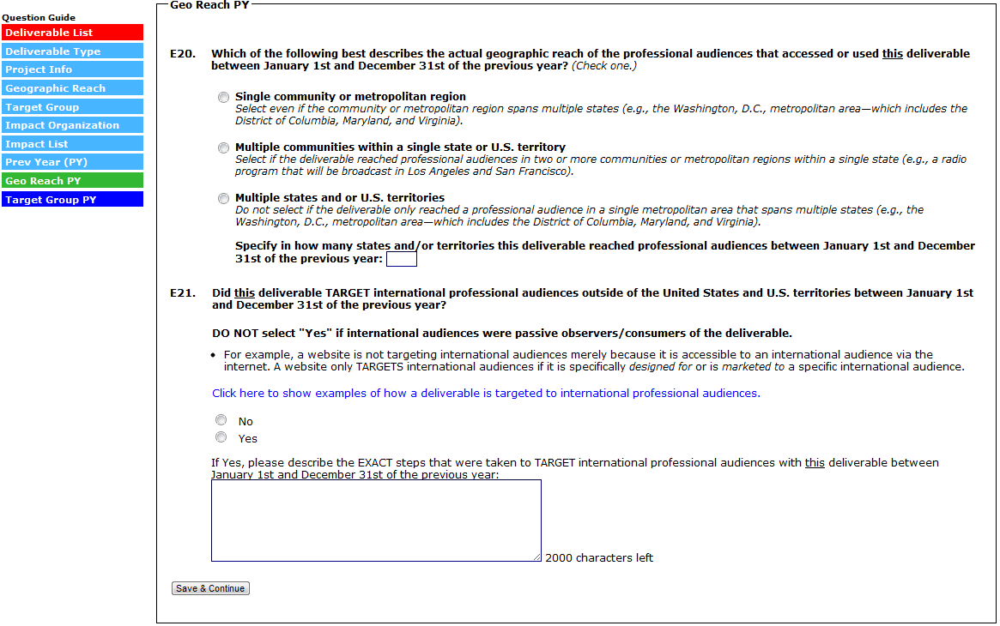 Question Guide
Deliverable List
Deliverable Type
Project Info
Geographic Reach
Target Group
Impact Organization
Impact List
Prev Year (PY)
Geo Reach PY
Target Group PY
Geo Reach PY
E20. Which of the following best describes the actual geographic reach of the professional audiences that accessed or used this deliverable
between January 1st and December 31st of the previous year? (Check one.)
Single community or metropolitan region
Select even if the community or metropolitan region spans multiple states (e.g., the Washington, D.C., metropolitan area—which includes the
District of Columbia, Maryland, and Virginia).
Multiple communities within a single state or U.S. territory
Select if the deliverable reached professional audiences in two or more communities or metropolitan regions within a single state (e.g., a radio
program that will be broadcast in Los Angeles and San Francisco).
Multiple states and or U.S. territories
Do not select if the deliverable only reached a professional audience in a single metropolitan area that spans multiple states (e.g., the
Washington, D.C., metropolitan area—which includes the District of Columbia, Maryland, and Virginia).
Specify in how many states and/or territories this deliverable reached professional audiences between January 1st and December
31st of the previous year:
E21. Did this deliverable TARGET international professional audiences outside of the United States and U.S. territories between January 1st
and December 31st of the previous year?
DO NOT select "Yes" if international audiences were passive observers/consumers of the deliverable.
• For example, a website is not targeting international audiences merely because it is accessible to an international audience via the
internet. A website only TARGETS international audiences if it is specifically designed for or is marketed to a specific international audience.
Click here to show examples of how a deliverable is targeted to international professional audiences.
No
Yes
If Yes, please describe the EXACT steps that were taken to TARGET international professional audiences with this deliverable between
January 1st and December 31st of the previous year:
2000 characters left
Save & Continue